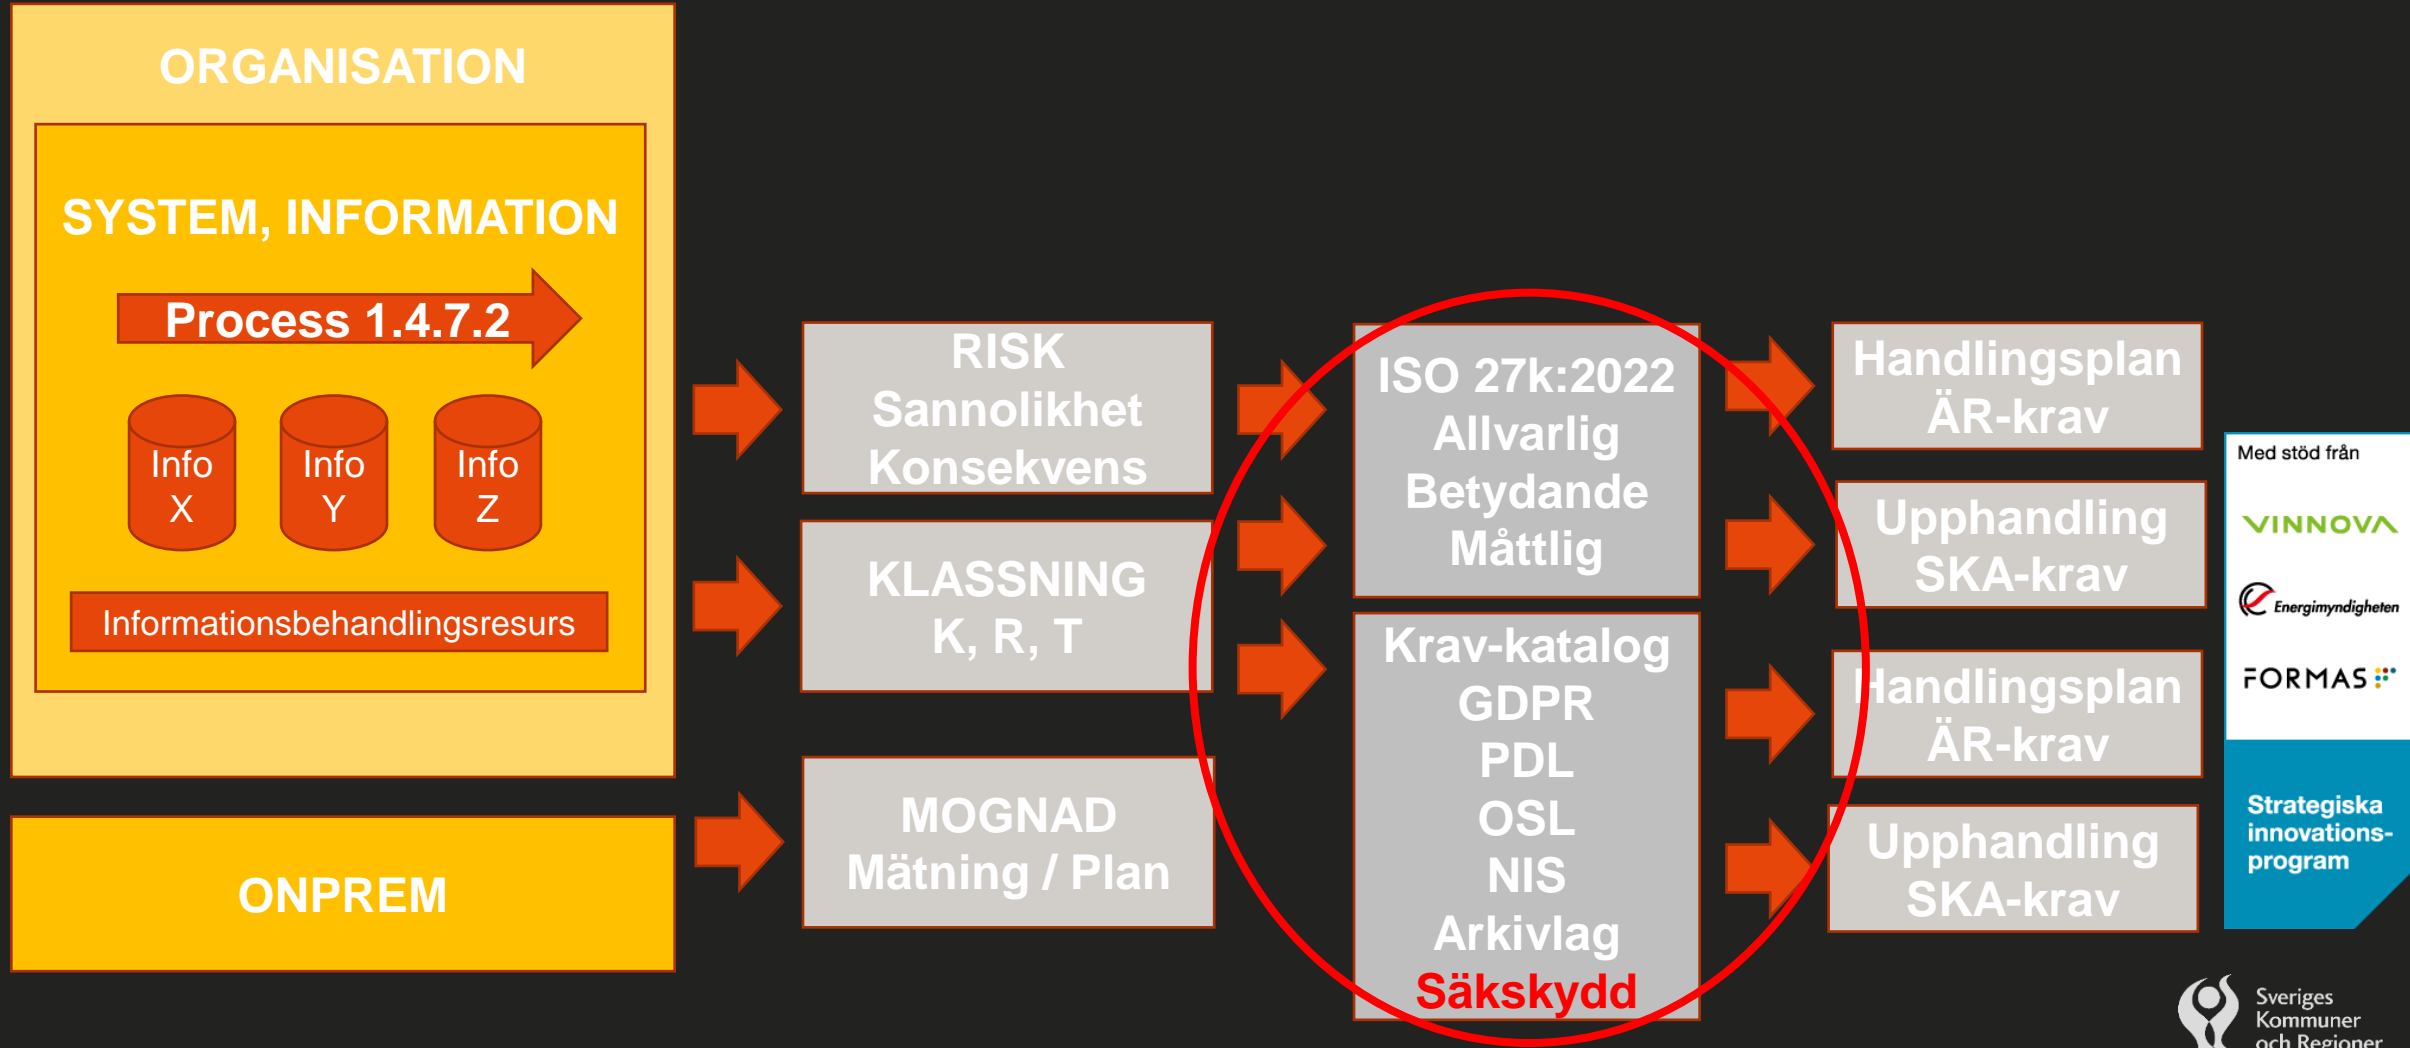 ORGANISATION
SYSTEM, INFORMATION
Process 1.4.7.2
Info
X
Info
Y
Info
Z
Informationsbehandlingsresurs
ONPREM
RISK
Sannolikhet
Konsekvens
KLASSNING
K, R, T
MOGNAD
Mätning / Plan
ISO 27k:2022
Allvarlig
Betydande
Måttlig
Krav-katalog
GDPR
PDL
OSL
NIS
Arkivlag
Säkskydd
Handlingsplan
ÄR-krav
Upphandling
SKA-krav
Handlingsplan
ÄR-krav
Upphandling
SKA-krav
Med stöd från
VINNOVA
Energimyndigheten
FORMAS
Strategiska
innovations-
program
Sveriges
Kommuner
och Regioner